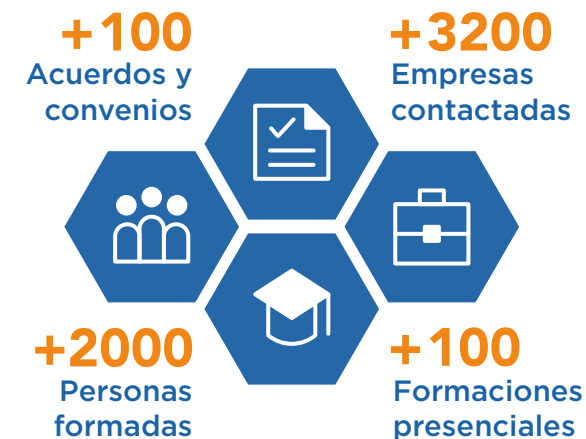 +100
Acuerdos y
convenios
+3200
Empresas
contactadas
+2000
Personas
formadas
+100
Formaciones
presenciales